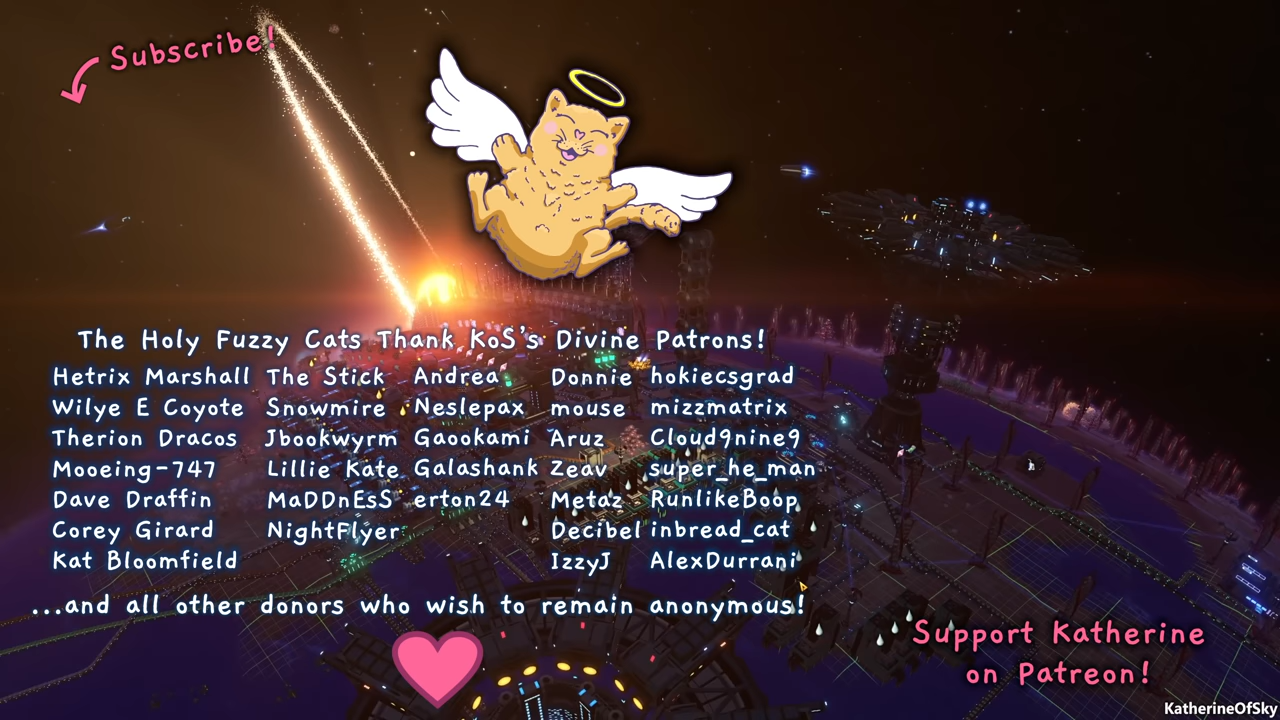 Subscribe!
The Holy Fuzzy Cats Thank KoS's Divine Patrons!
Hetrix Marshall The Stick Andrea Donnie hokiecsgrad
Wilye E Coyote Snowmire Neslepax mouse mizzmatrix
Therion Dracos Jbookwyrm Gaookami Aruz Cloud9nine9
Mooeing-747 Lillie Kate Galashank Zeav super_he_man
Dave Draffin MaDDnEsS erton24 Metaz RunlikeBoop
Corey Girard NightFlyer Decibel inbread_cat
Kat Bloomfield IzzyJ AlexDurrani
...and all other donors who wish to remain anonymous!
Support Katherine
on Patreon!
KatherineOfSky